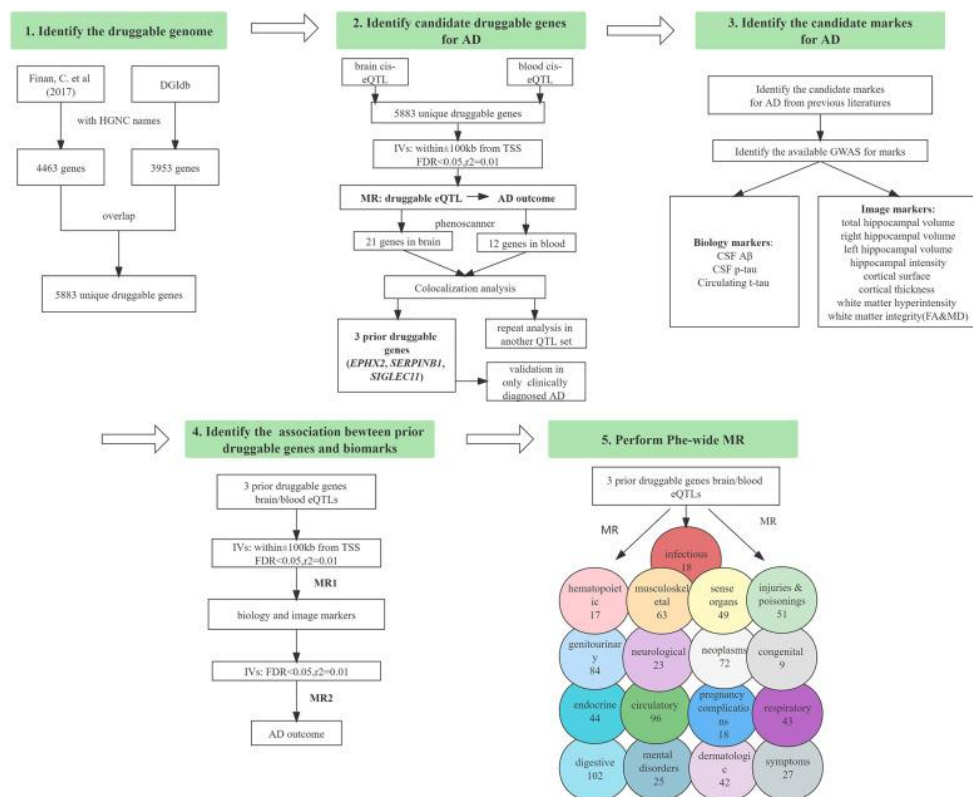 1. Identify the druggable genome
Finan, C. et al
(2017)
DGIdb
with HGNC names
4463 genes
3953 genes
overlap
5883 unique druggable genes
2. Identify candidate druggable genes
for AD
brain cis-
eQTL
blood cis-
eQTL
5883 unique druggable genes
IVs: within±100kb from TSS
FDR<0.05,r2=0.01
MR: druggable eQTL
AD outcome
phenoscanner
21 genes in brain
12 genes in blood
Colocalization analysis
3 prior druggable
genes
(EPHX2, SERPINB1,
SIGLEC11)
repeat analysis in
another QTL set
validation in
only clinically
diagnosed AD
3. Identify the candidate markes
for AD
Identify the candidate markes
for AD from previous literatures
Identify the available GWAS for marks
Biology markers:
CSF Aβ
CSF p-tau
Circulating t-tau
Image markers:
total hippocampal volume
right hippocampal volume
left hippocampal volume
hippocampal intensity
cortical surface
cortical thickness
white matter hyperintensity
white matter integrity(FA&MD)
4. Identify the association bewteen prior
druggable genes and biomarks
3 prior druggable genes
brain/blood eQTLs
IVs: within±100kb from TSS
FDR<0.05,r2=0.01
MR1
biology and image markers
IVs: FDR<0.05,r2=0.01
MR2
AD outcome
5. Perform Phe-wide MR
3 prior druggable genes brain/blood
eQTLs
MR
MR
infectious
18
hematopoiet
ic
17
musculosk
eletal
63
sense
organs
49
injuries &
poisonings
51
genitourinar
y
84
neurological
23
neoplasms
72
congenital
9
endocrine
44
circulatory
96
pregnancy
complicatio
ns
18
respiratory
43
digestive
102
mental
disorders
25
dermatologi
c
42
symptoms
27